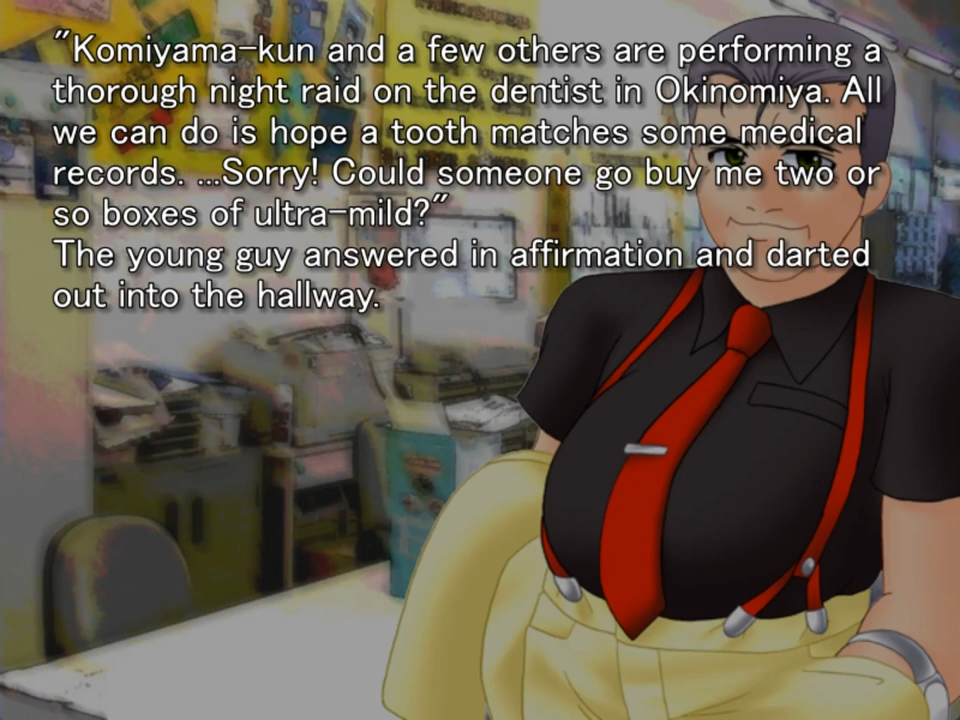 "Komiyama-kun and a few others are performing a
thorough night raid on the dentist in Okinomiya. All
we can do is hope a tooth matches some medical
records. ...Sorry! Could someone go buy me two or
so boxes of ultra-mild?"
The young guy answered in affirmation and darted
out into the hallway.